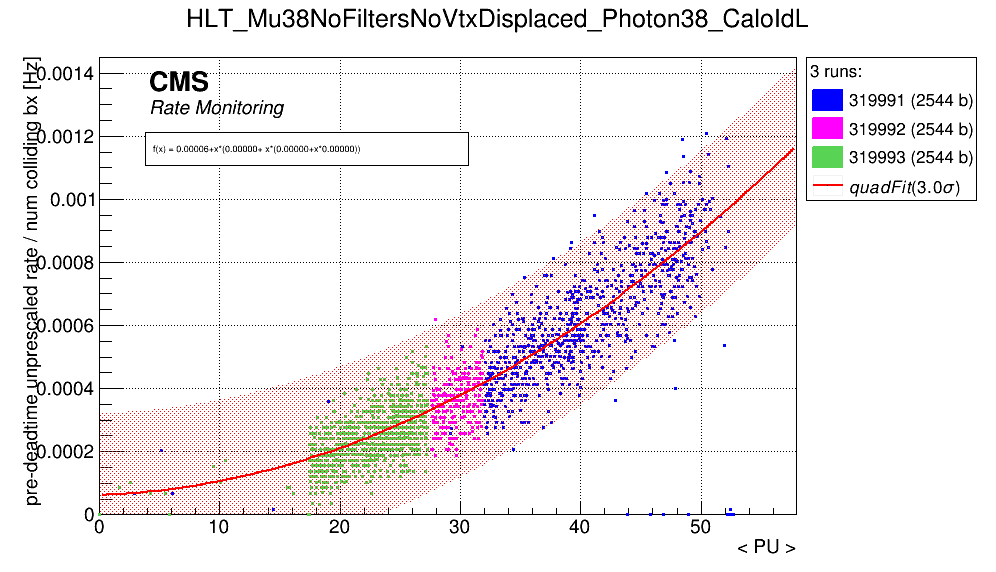 HLT_Mu38NoFiltersNoVtxDisplaced_Photon38_CaloIdL
pre-deadtime unprescaled rate / num colliding bx [Hz]
0.0014
0.0012
0.001
0.0008
0.0006
0.0004
0.0002
0
CMS
Rate Monitoring
f(x) = 0.00006+x*(0.00000+ x*(0.00000+x*0.00000))
3 runs:
319991 (2544 b)
319992 (2544 b)
319993 (2544 b)
quadFit(3.0σ)
0 10 20 30 40 50
< PU >